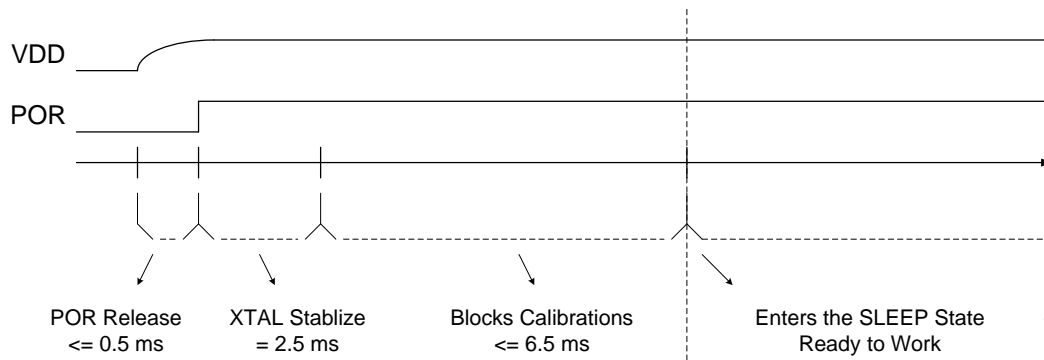 VDD
POR
POR Release
<= 0.5 ms
XTAL Stablize
= 2.5 ms
Blocks Calibrations
<= 6.5 ms
Enters the SLEEP State
Ready to Work